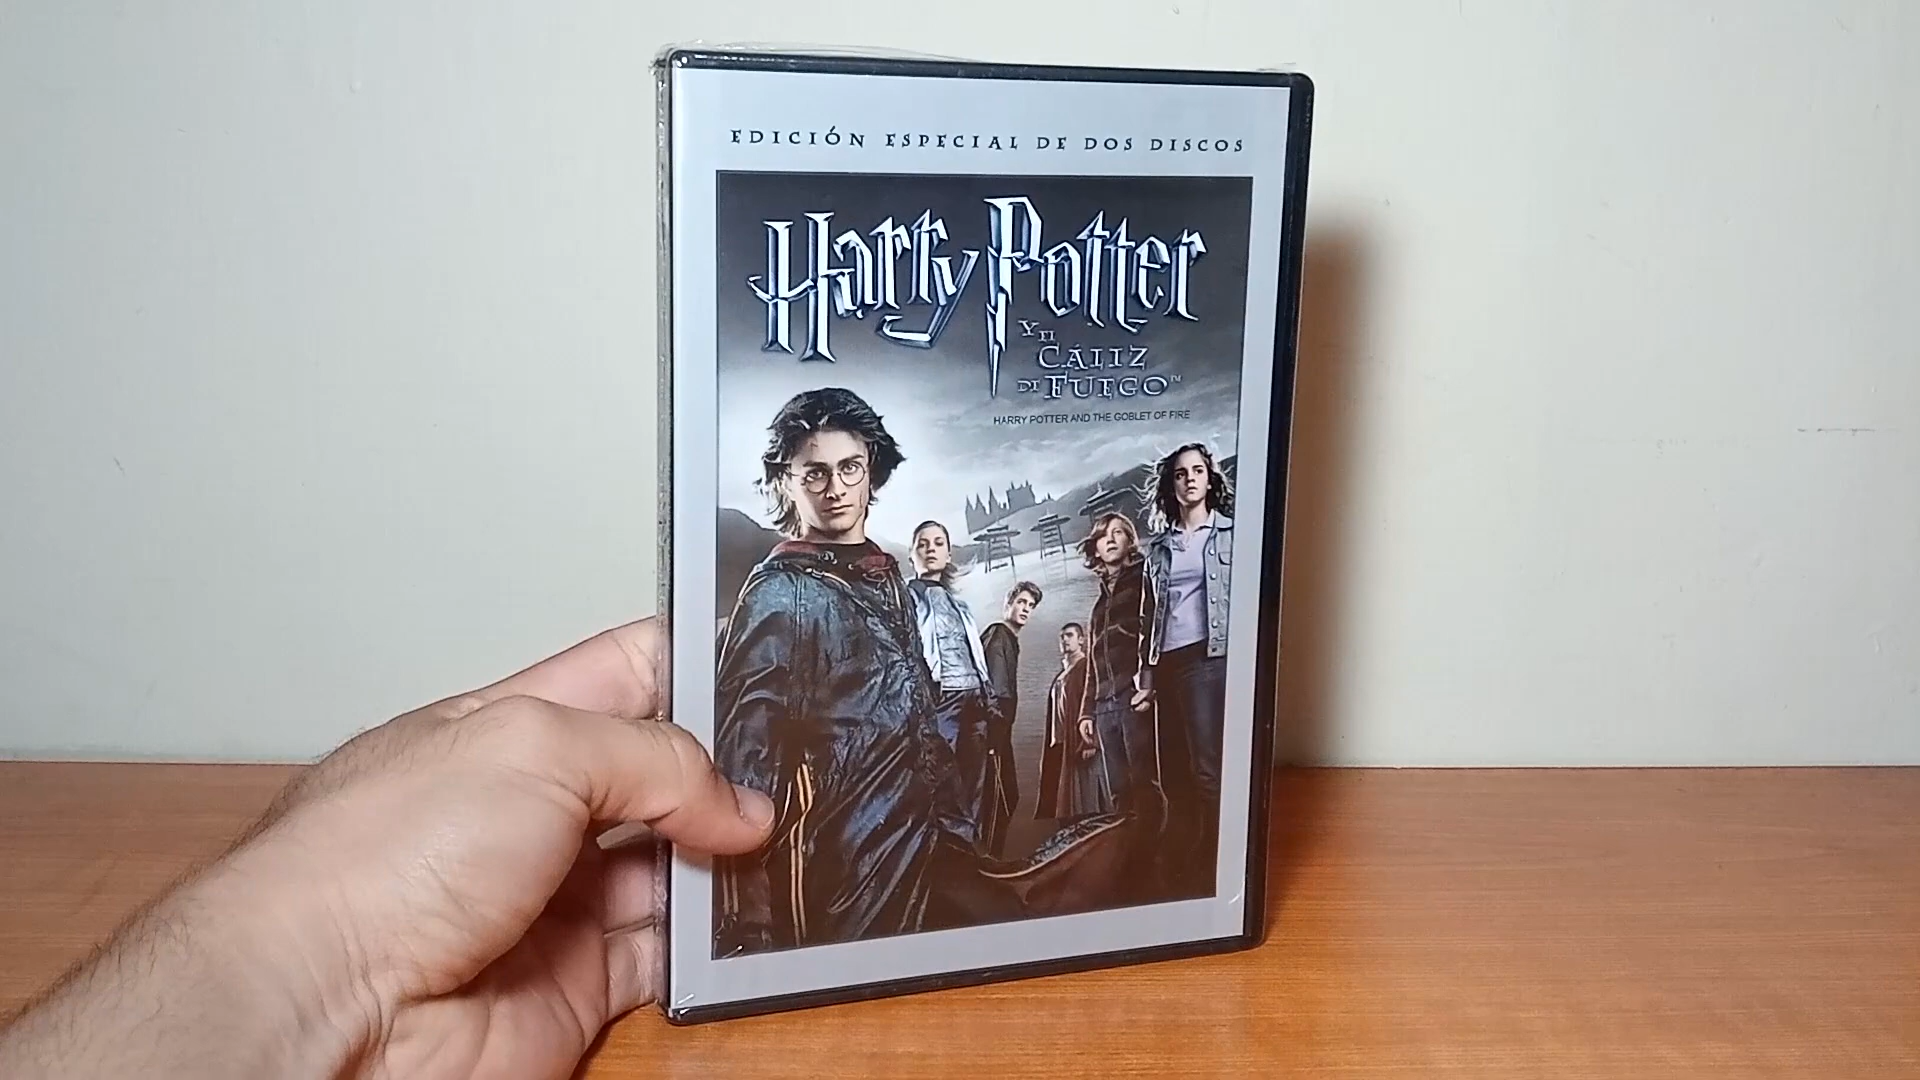 EDICIÓN ESPECIAL DE DOS DISCOS
Harry Potter
Y EL
CÁLIZ
DE FUEGO™
HARRY POTTER AND THE GOBLET OF FIRE